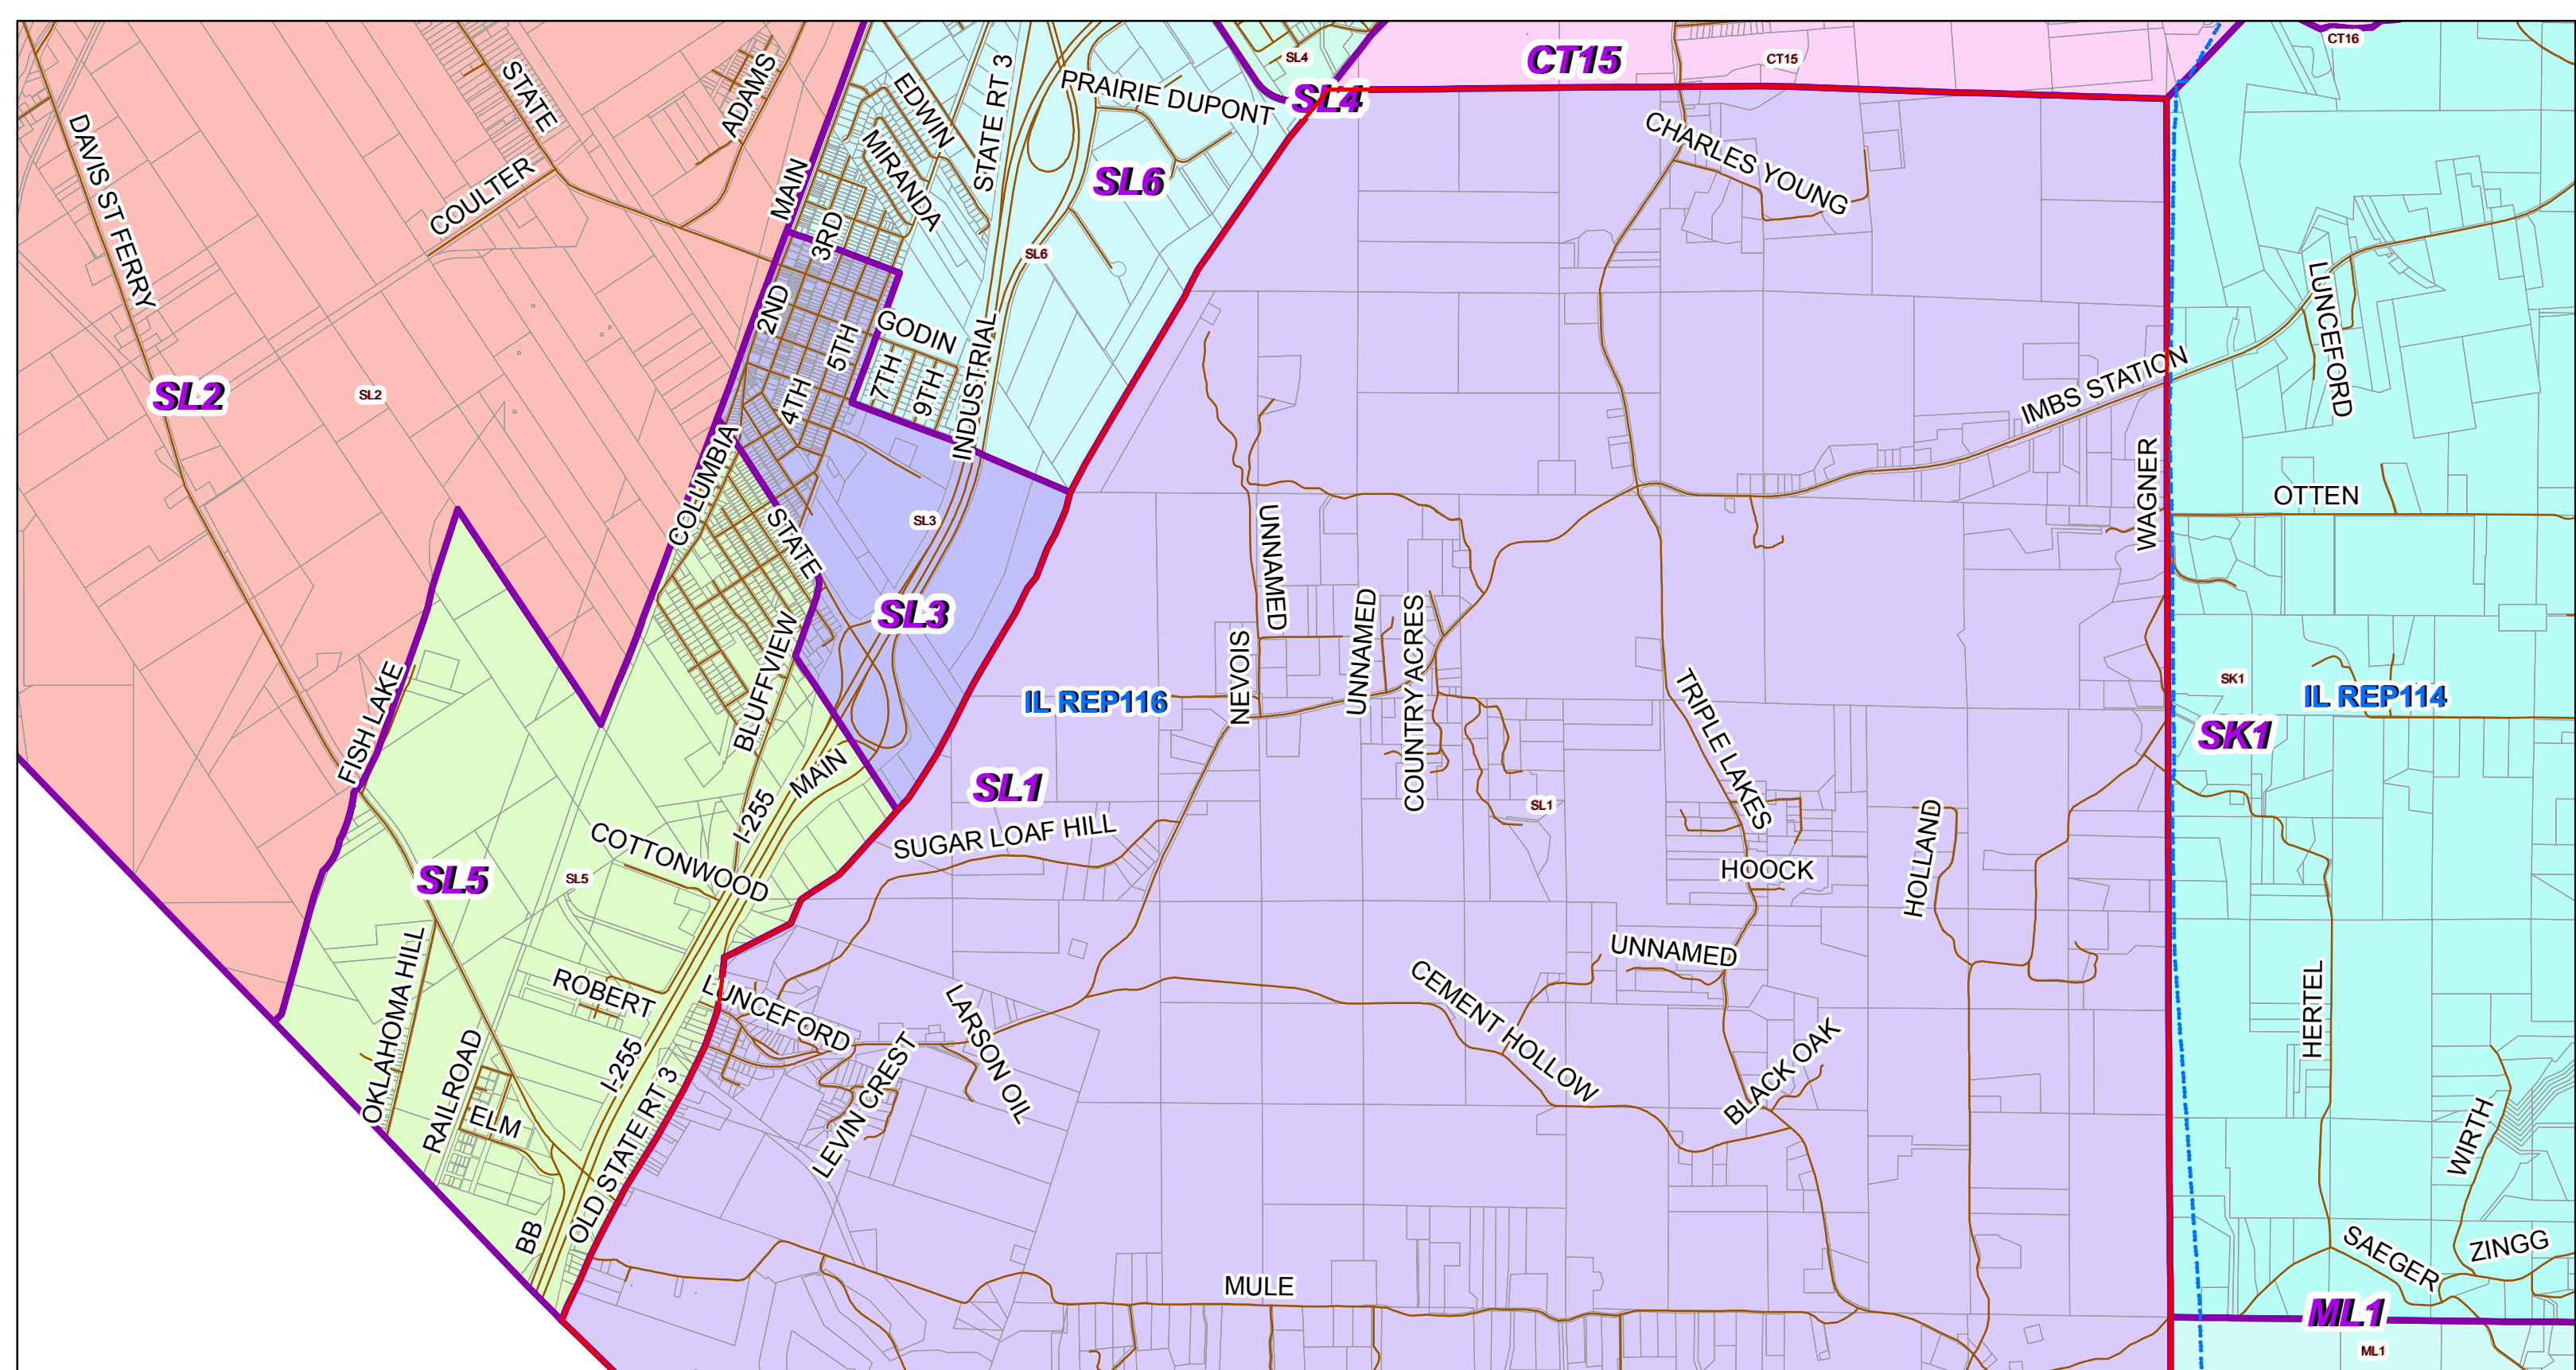 CT16
SL4
CT15
CT15
STATE
ADAMS
EDWIN
STATE RT 3
PRAIRIE DUPONT
SL4
DAVIS ST FERRY
MIRANDA
CHARLES YOUNG
COULTER
MAIN
SL6
3RD
SL6
LUNCEFORD
2ND
GODIN
5TH
7TH
INDUSTRIAL
IMBS STATION
SL2
SL2
4TH
9TH
COLUMBIA
WAGNER
OTTEN
STATE
SL3
UNNAMED
SL3
UNNAMED
COUNTRY ACRES
BLUFFVIEW
NEVOIS
SK1
IL REP116
IL REP114
FISH LAKE
TRIPLE LAKES
SK1
MAIN
SL1
SL1
I-255
SUGAR LOAF HILL
COTTONWOOD
HOLLAND
HOOCK
SL5
SL5
UNNAMED
OKLAHOMA HILL
ROBERT
LUNCEFORD
LARSON OIL
CEMENT HOLLOW
HERTEL
RAILROAD
I-255
LEVIN CREST
BLACK OAK
ELM
OLD STATE RT 3
WIRTH
BB
SAEGER
ZINGG
MULE
ML1
ML1